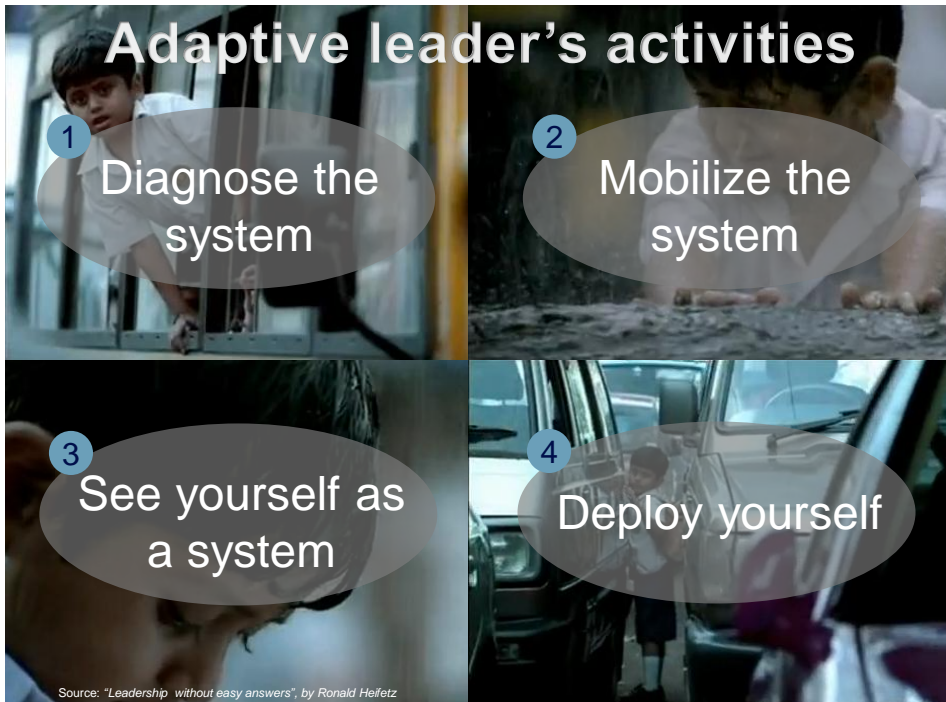 Adaptive leader’s activities
1
Diagnose the
system
2
Mobilize the
system
3
See yourself as
a system
4
Deploy yourself
Source: “Leadership without easy answers”, by Ronald Heifetz